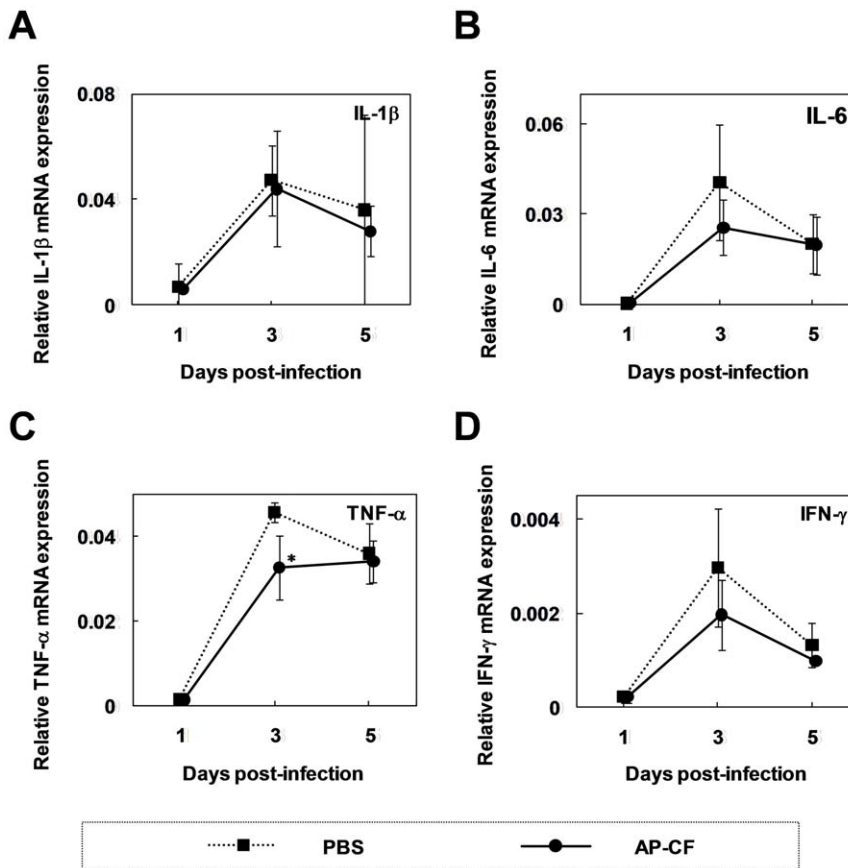 A
Relative IL-1β mRNA expression
0.08
0.04
0
IL-1β
1 3 5
Days post-infection
B
Relative IL-6 mRNA expression
0.06
0.03
0
IL-6
1 3 5
Days post-infection
C
Relative TNF-α mRNA expression
0.04
0.02
0
TNF-α
*
1 3 5
Days post-infection
D
Relative IFN-γ mRNA expression
0.004
0.002
0
IFN-γ
1 3 5
Days post-infection
PBS AP-CF